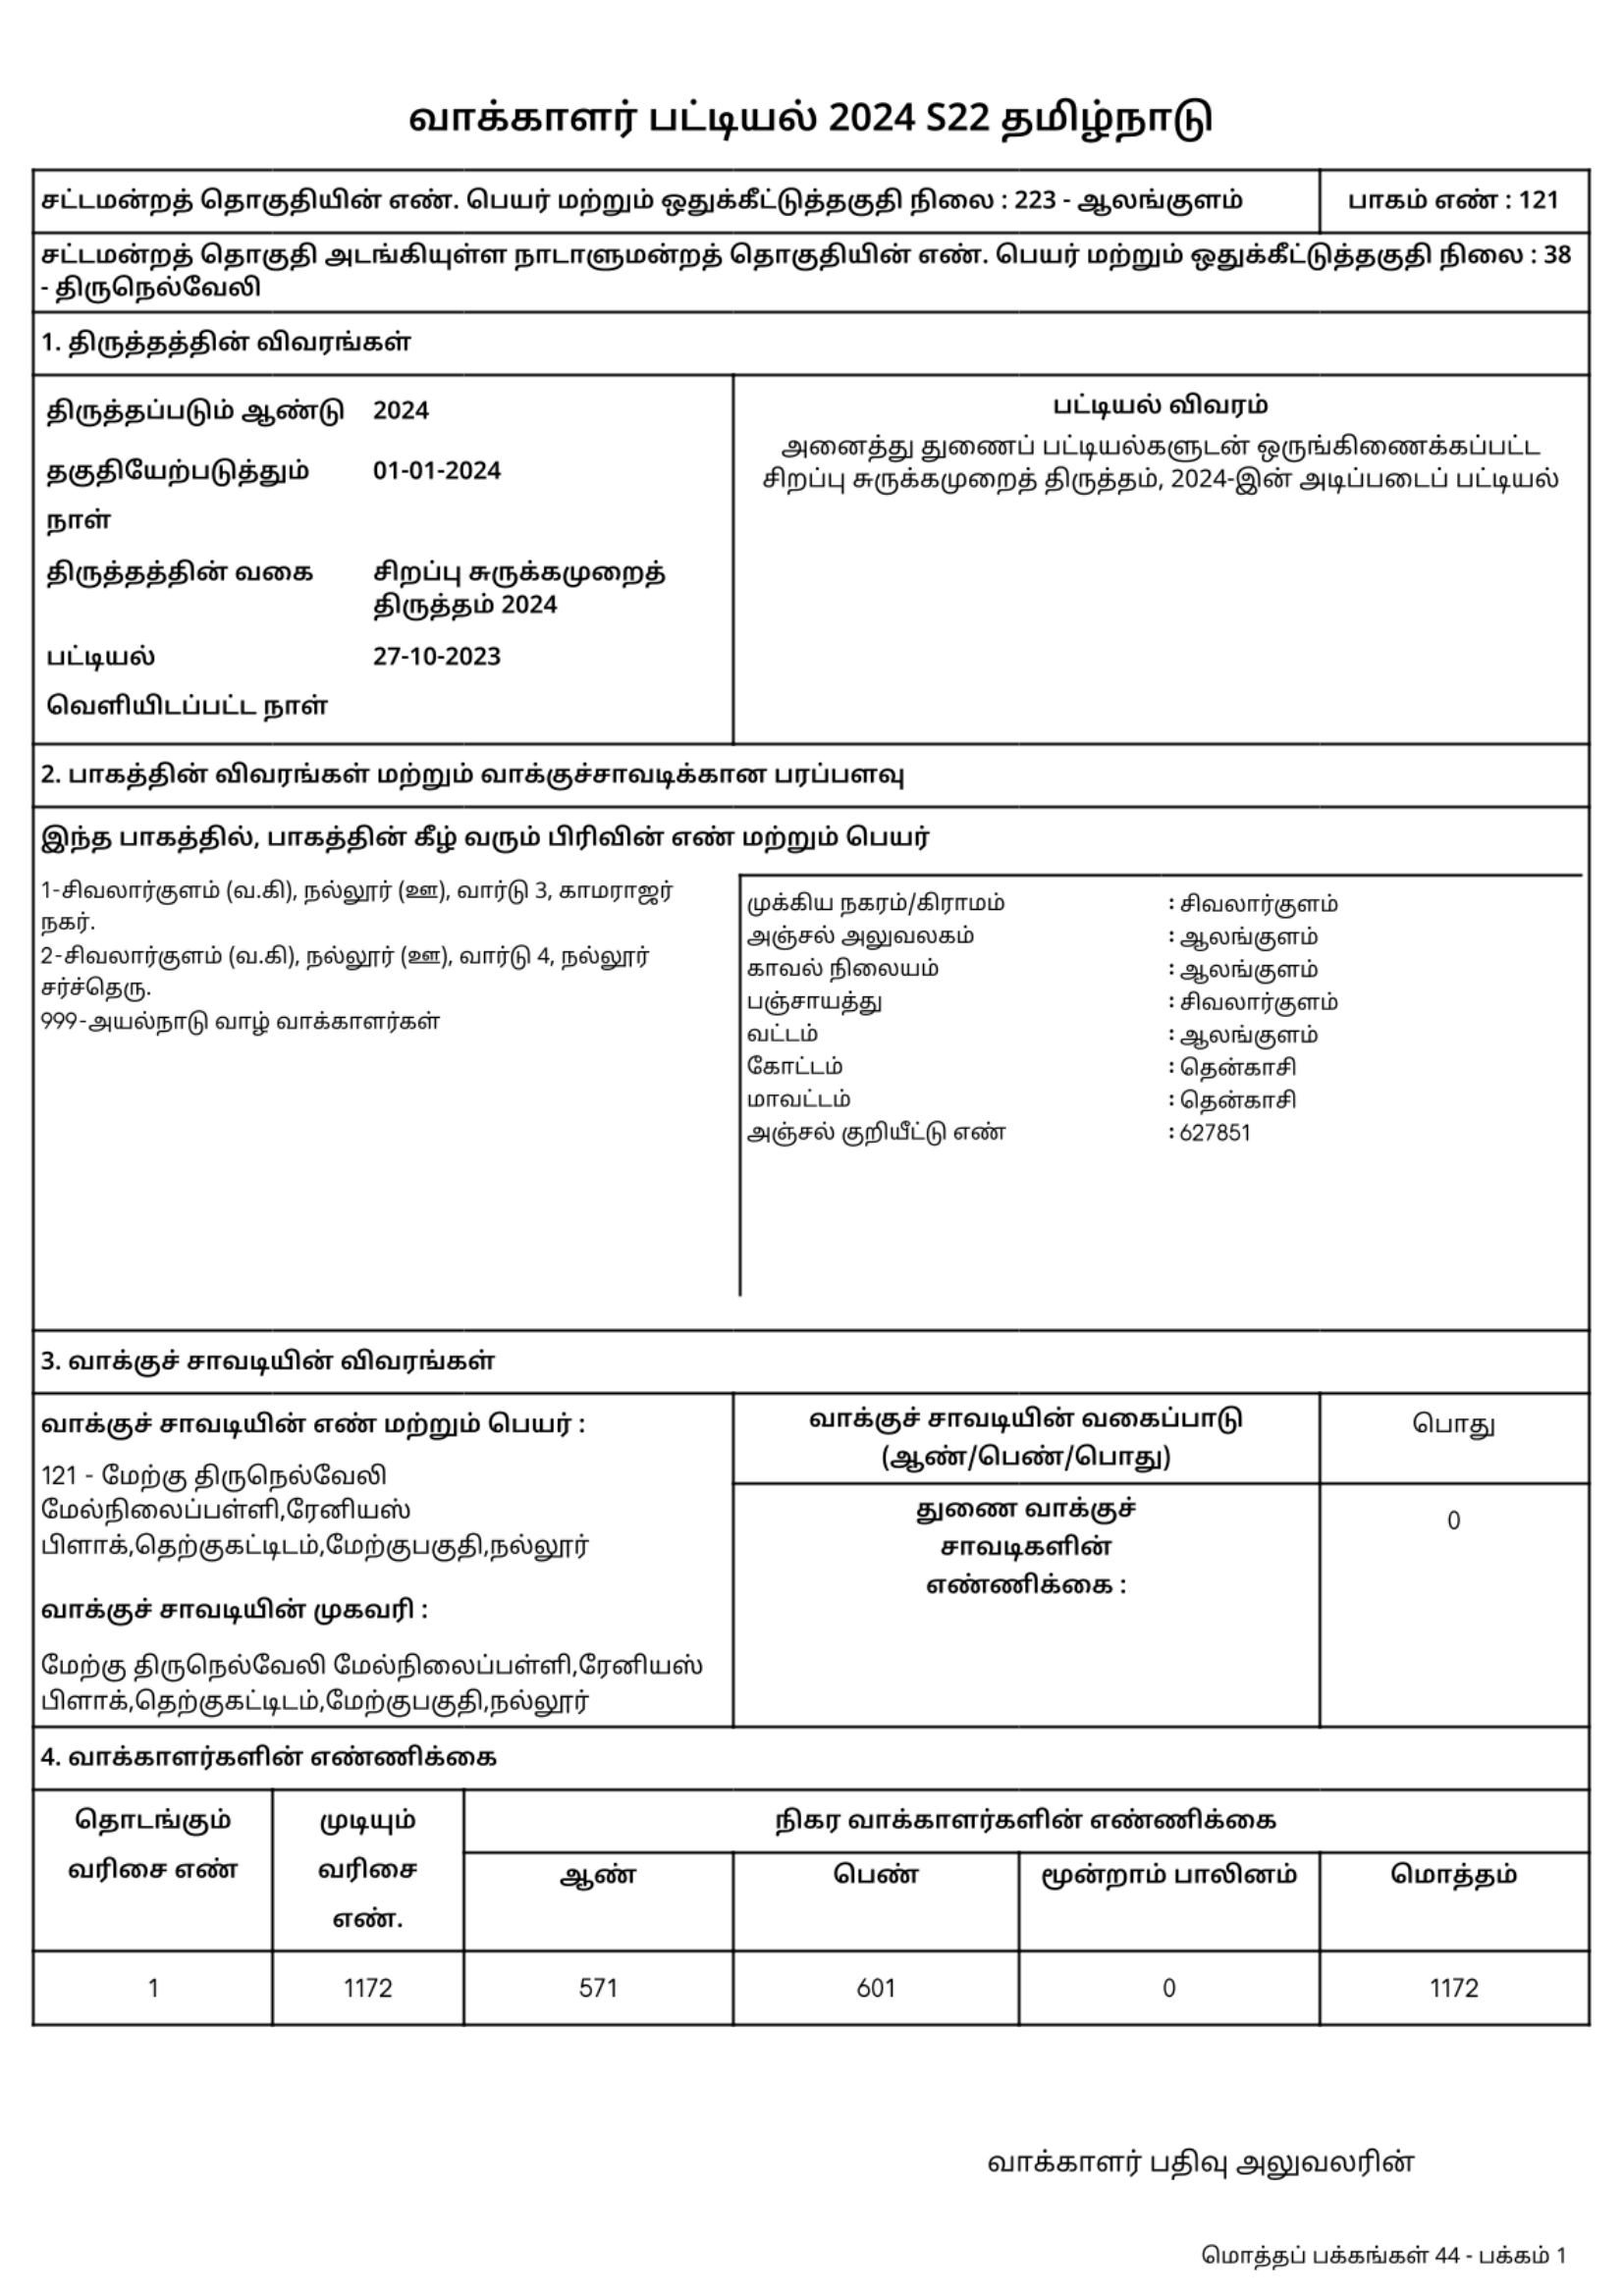 வாக்காளர் பட்டியல் 2024 S22 தமிழ்நாடு
சட்டமன்றத் தொகுதியின் எண். பெயர் மற்றும் ஒதுக்கீட்டுத்தகுதி நிலை : 223 - ஆலங்குளம்
பாகம் எண் : 121
சட்டமன்றத் தொகுதி அடங்கியுள்ள நாடாளுமன்றத் தொகுதியின் எண். பெயர் மற்றும் ஒதுக்கீட்டுத்தகுதி நிலை : 38
- திருநெல்வேலி
1. திருத்தத்தின் விவரங்கள்
திருத்தப்படும் ஆண்டு 2024
தகுதியேற்படுத்தும் 01-01-2024
நாள்
திருத்தத்தின் வகை சிறப்பு சுருக்கமுறைத்
திருத்தம் 2024
பட்டியல் 27-10-2023
வெளியிடப்பட்ட நாள்
பட்டியல் விவரம்
அனைத்து துணைப் பட்டியல்களுடன் ஒருங்கிணைக்கப்பட்ட
சிறப்பு சுருக்கமுறைத் திருத்தம், 2024-இன் அடிப்படைப் பட்டியல்
2. பாகத்தின் விவரங்கள் மற்றும் வாக்குச்சாவடிக்கான பரப்பளவு
இந்த பாகத்தில், பாகத்தின் கீழ் வரும் பிரிவின் எண் மற்றும் பெயர்
1-சிவலார்குளம் (வ.கி), நல்லூர் (ஊ), வார்டு 3, காமராஜர்
நகர்.
2-சிவலார்குளம் (வ.கி), நல்லூர் (ஊ), வார்டு 4, நல்லூர்
சர்ச்தெரு.
999-அயல்நாடு வாழ் வாக்காளர்கள்
முக்கிய நகரம்/கிராமம் : சிவலார்குளம்
அஞ்சல் அலுவலகம் : ஆலங்குளம்
காவல் நிலையம் : ஆலங்குளம்
பஞ்சாயத்து : சிவலார்குளம்
வட்டம் : ஆலங்குளம்
கோட்டம் : தென்காசி
மாவட்டம் : தென்காசி
அஞ்சல் குறியீட்டு எண் : 627851
3. வாக்குச் சாவடியின் விவரங்கள்
வாக்குச் சாவடியின் எண் மற்றும் பெயர் :
121 - மேற்கு திருநெல்வேலி
மேல்நிலைப்பள்ளி,ரேனியஸ்
பிளாக்,தெற்குகட்டிடம்,மேற்குபகுதி,நல்லூர்
வாக்குச் சாவடியின் முகவரி :
மேற்கு திருநெல்வேலி மேல்நிலைப்பள்ளி,ரேனியஸ்
பிளாக்,தெற்குகட்டிடம்,மேற்குபகுதி,நல்லூர்
வாக்குச் சாவடியின் வகைப்பாடு
(ஆண்/பெண்/பொது)
பொது
துணை வாக்குச்
சாவடிகளின்
எண்ணிக்கை :
0
4. வாக்காளர்களின் எண்ணிக்கை
தொடங்கும்
வரிசை எண்
முடியும்
வரிசை
எண்.
நிகர வாக்காளர்களின் எண்ணிக்கை
ஆண் பெண் மூன்றாம் பாலினம் மொத்தம்
1 1172 571 601 0 1172
வாக்காளர் பதிவு அலுவலரின்
மொத்தப் பக்கங்கள் 44 - பக்கம் 1